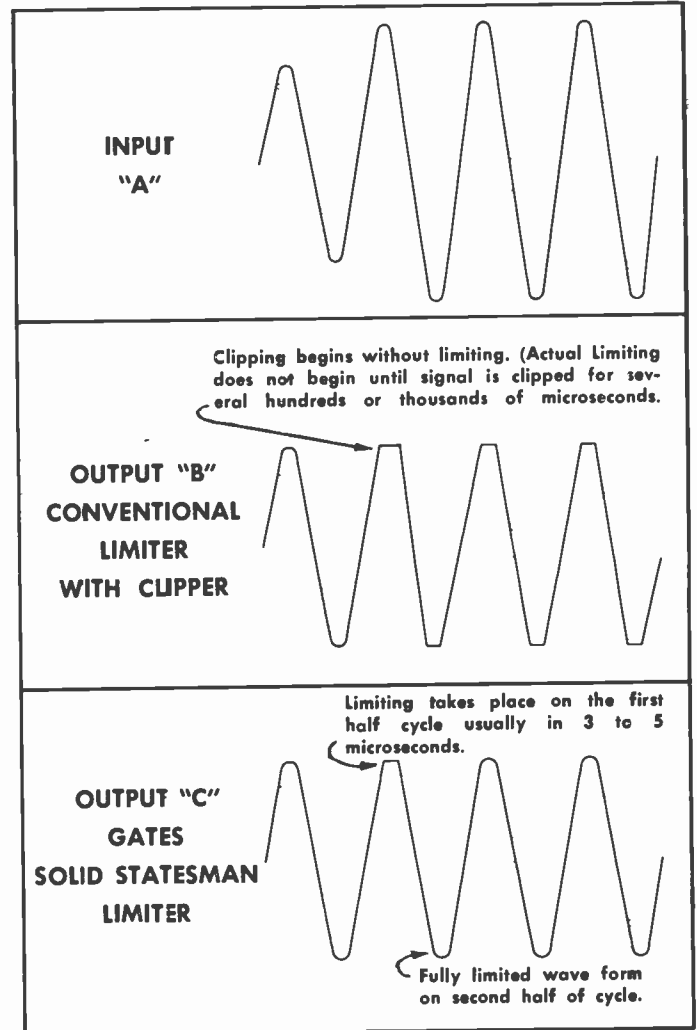 INPUT
"A"
Clipping begins without limiting. (Actual Limiting
does not begin until signal is clipped for sev-
eral hundreds or thousands of microseconds.
OUTPUT "B"
CONVENTIONAL
LIMITER
WITH CLIPPER
Limiting takes place on the first
half cycle usually in 3 to 5
microseconds.
OUTPUT "C"
GATES
SOLID STATESMAN
LIMITER
Fully limited wave form
on second half of cycle.